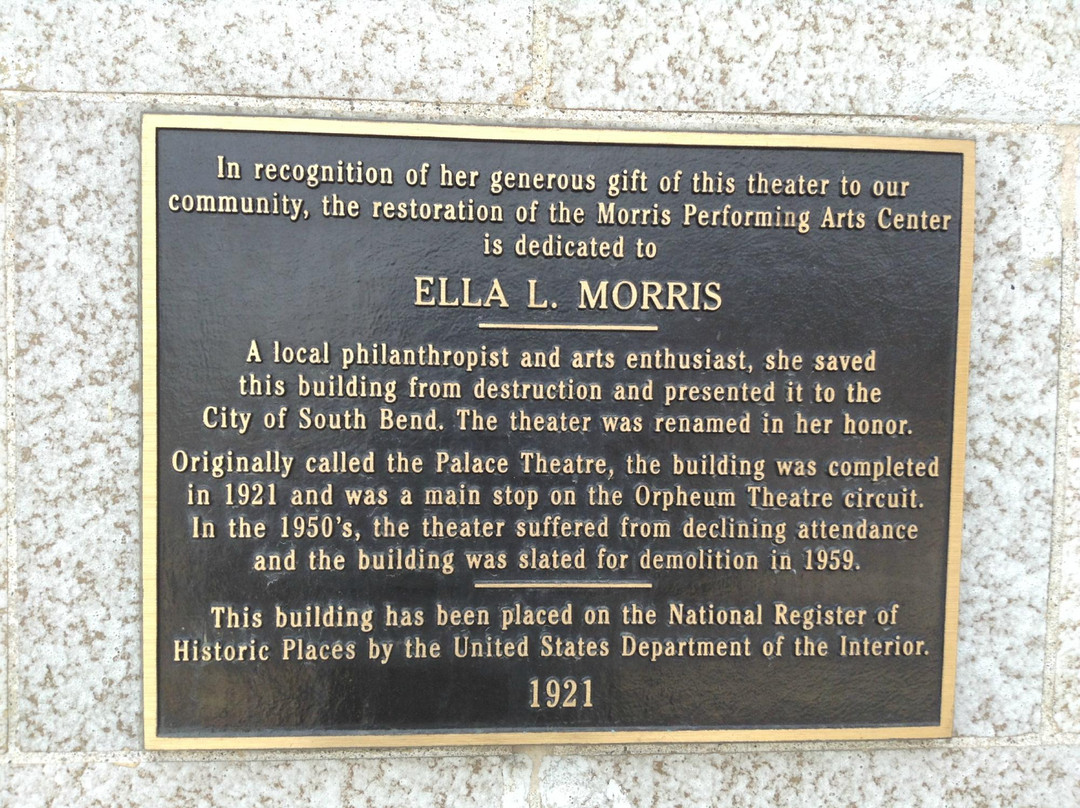 In recognition of her generous gift of this theater to our
community, the restoration of the Morris Performing Arts Center
is dedicated to
ELLA L. MORRIS
A local philanthropist and arts enthusiast, she saved
this building from destruction and presented it to the
City of South Bend. The theater was renamed in her honor.
Originally called the Palace Theatre, the building was completed
in 1921 and was a main stop on the Orpheum Theatre circuit.
In the 1950's, the theater suffered from declining attendance
and the building was slated for demolition in 1959.
This building has been placed on the National Register of
Historic Places by the United States Department of the Interior.
1921